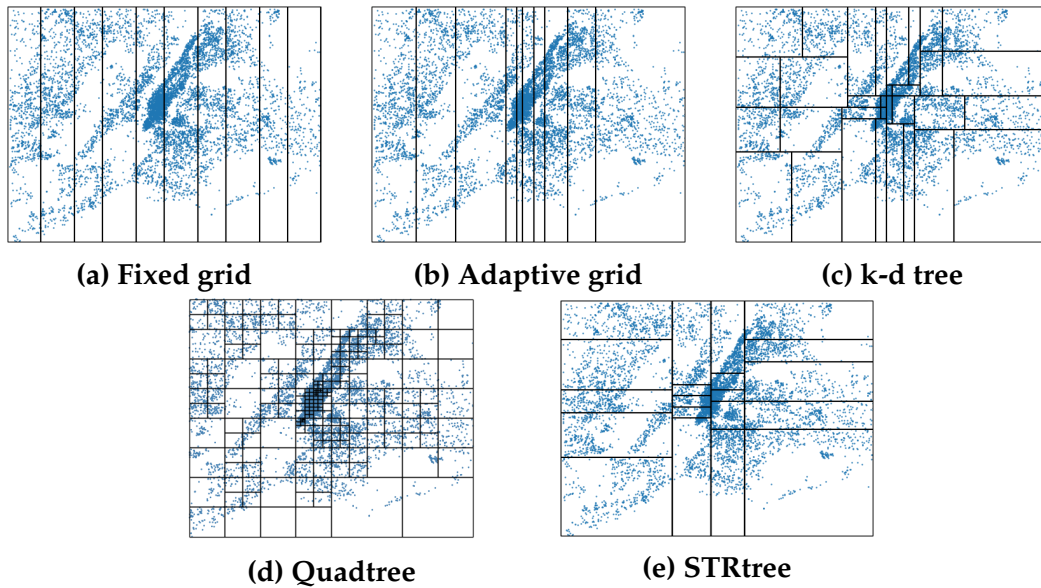 (a) Fixed grid
(b) Adaptive grid
(c) k-d tree
(d) Quadtree
(e) STRtree